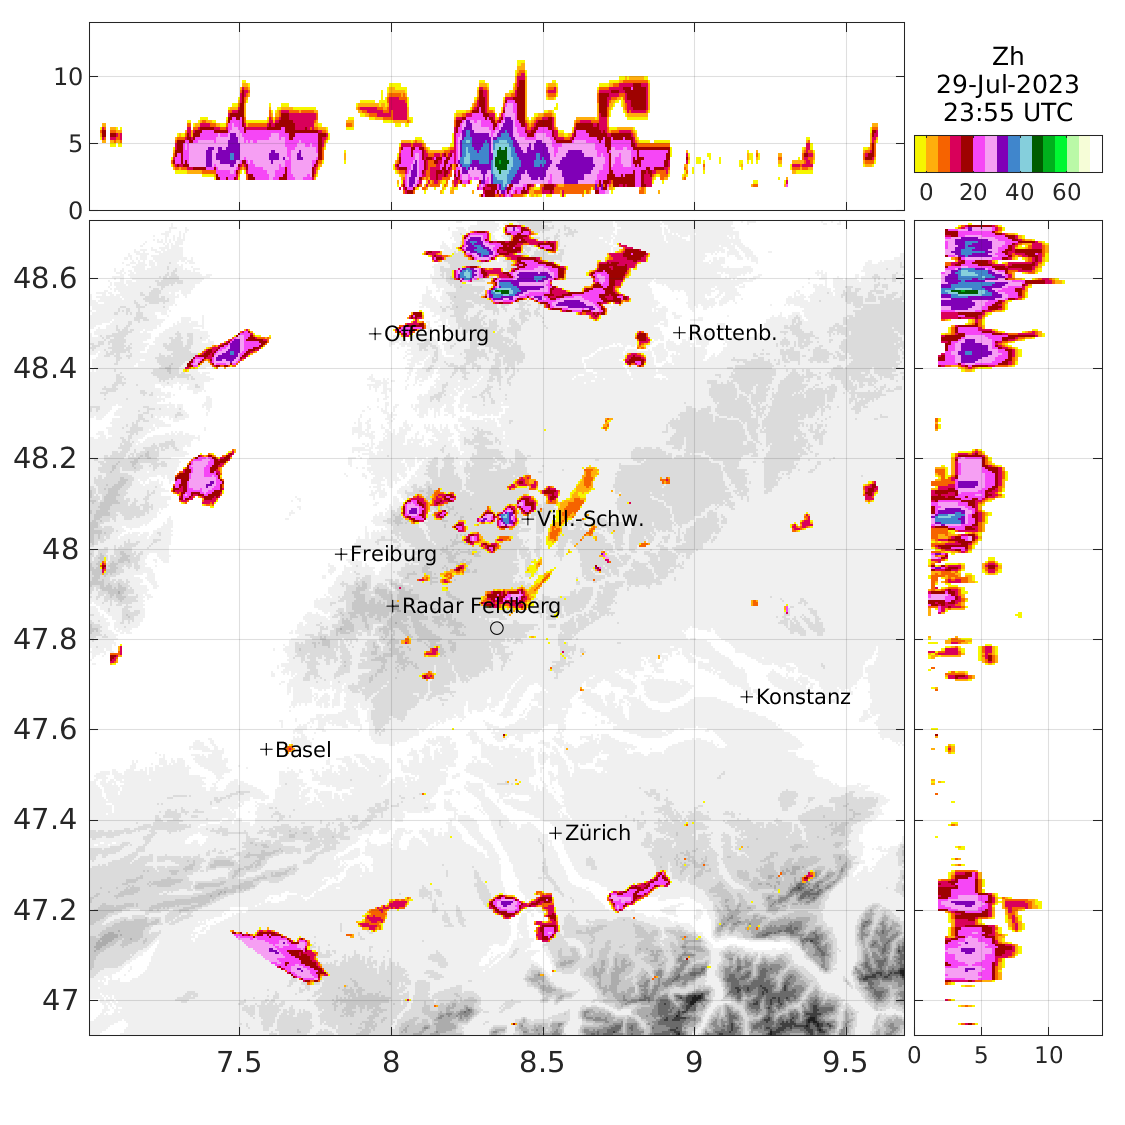 10
5
0
Zh
29-Jul-2023
23:55 UTC
0 20 40 60
48.6
48.4
48.2
48
47.8
47.6
47.4
47.2
47
+Offenburg
+Rottenb.
+Vill.-Schw.
+Freiburg
+Radar Feldberg
+Konstanz
+Basel
+Zürich
7.5 8 8.5 9 9.5
0 5 10